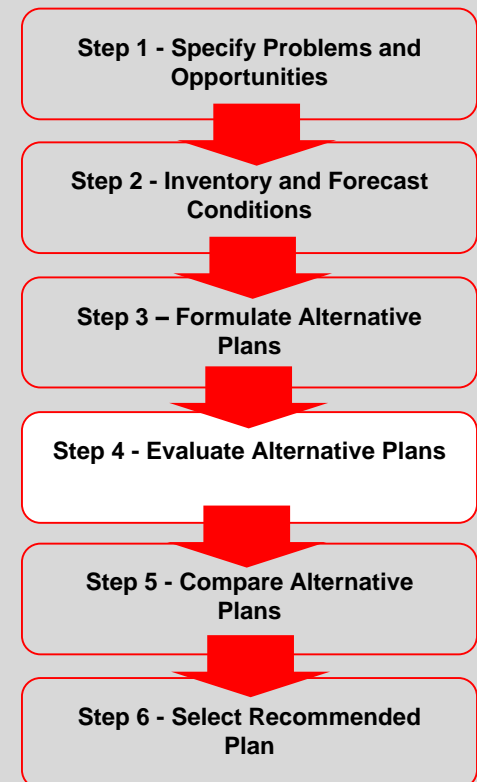 Step 1 - Specify Problems and
Opportunities
Step 2 - Inventory and Forecast
Conditions
Step 3 – Formulate Alternative
Plans
Step 4 - Evaluate Alternative Plans
Step 5 - Compare Alternative
Plans
Step 6 - Select Recommended
Plan